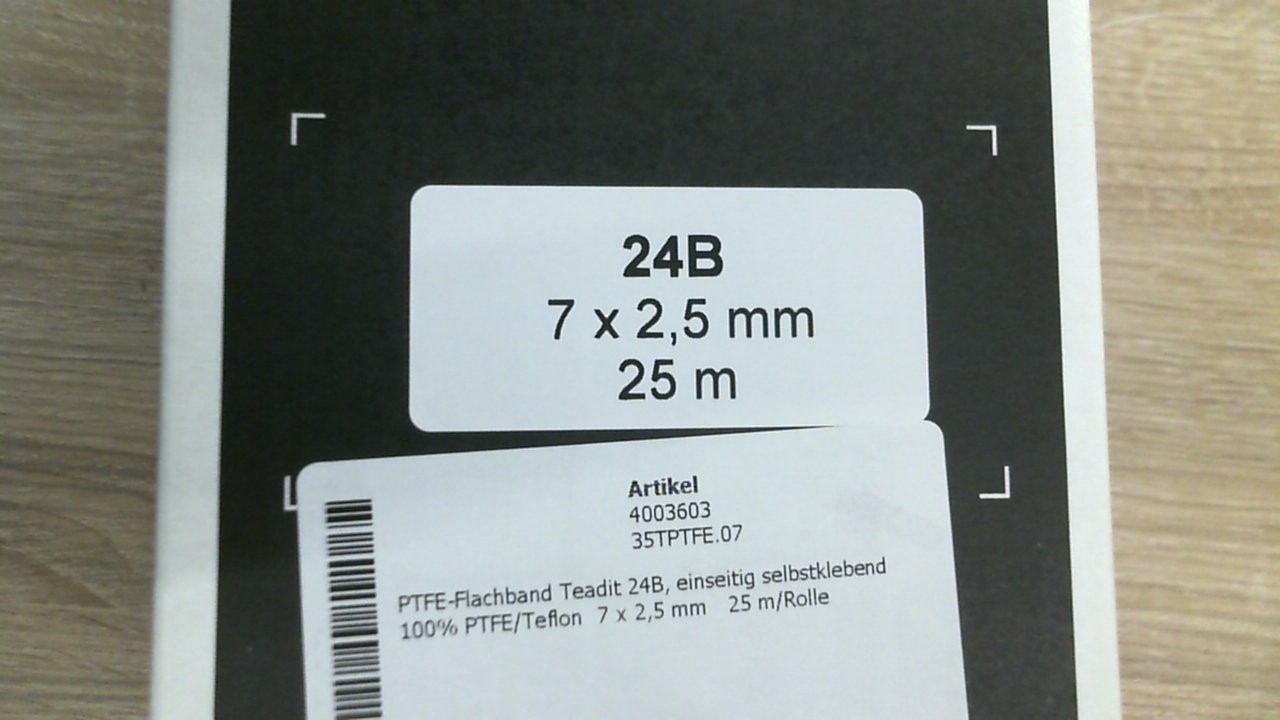 24B
7 x 2,5 mm
25 m
Artikel
4003603
35TPTFE.07
PTFE-Flachband Teadit 24B, einseitig selbstklebend
100% PTFE/Teflon 7 x 2,5 mm 25 m/Rolle